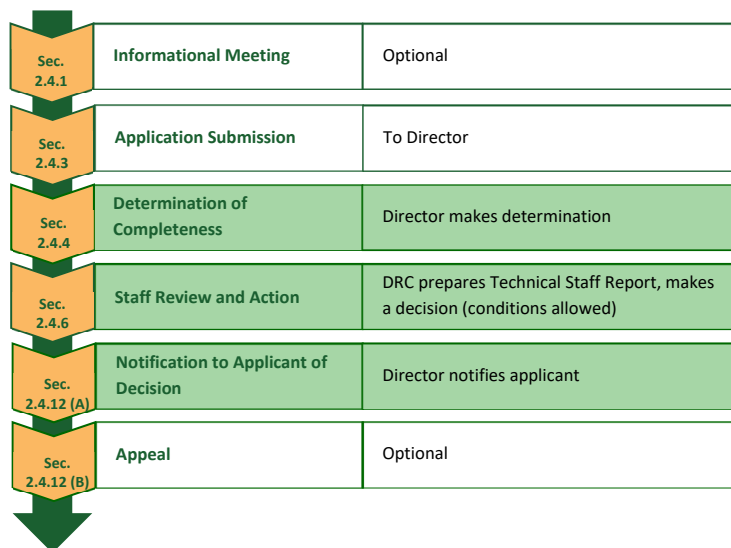 Sec.
2.4.1
Informational Meeting
Optional
Sec.
2.4.3
Application Submission
To Director
Sec.
2.4.4
Determination of
Completeness
Director makes determination
Sec.
2.4.6
Staff Review and Action
DRC prepares Technical Staff Report, makes
a decision (conditions allowed)
Sec.
2.4.12 (A)
Notification to Applicant of
Decision
Director notifies applicant
Sec.
2.4.12 (B)
Appeal
Optional